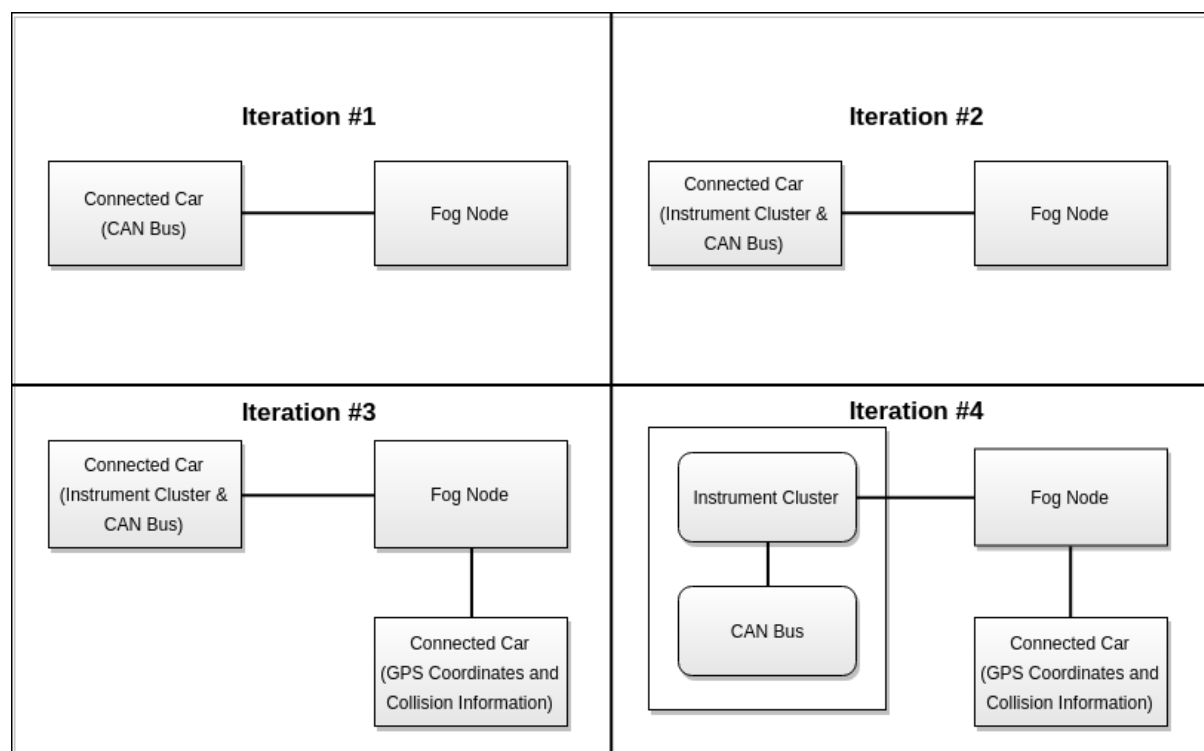 Iteration #1
Connected Car
(CAN Bus)
Fog Node
Iteration #2
Connected Car
(Instrument Cluster &
CAN Bus)
Fog Node
Iteration #3
Connected Car
(Instrument Cluster &
CAN Bus)
Fog Node
Connected Car
(GPS Coordinates and
Collision Information)
Iteration #4
Instrument Cluster
CAN Bus
Fog Node
Connected Car
(GPS Coordinates and
Collision Information)